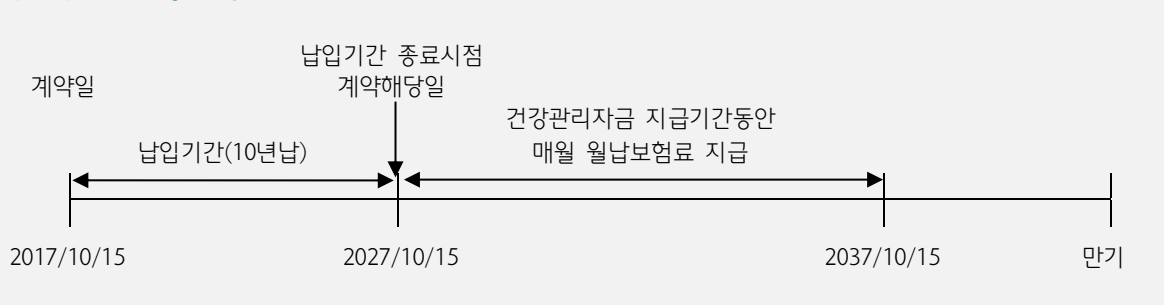 납입기간 종료시점
계약일
계약해당일
건강관리자금 지급기간동안
매월 월납보험료 지급
납입기간(10년납)
2017/10/15
2027/10/15
2037/10/15
만기